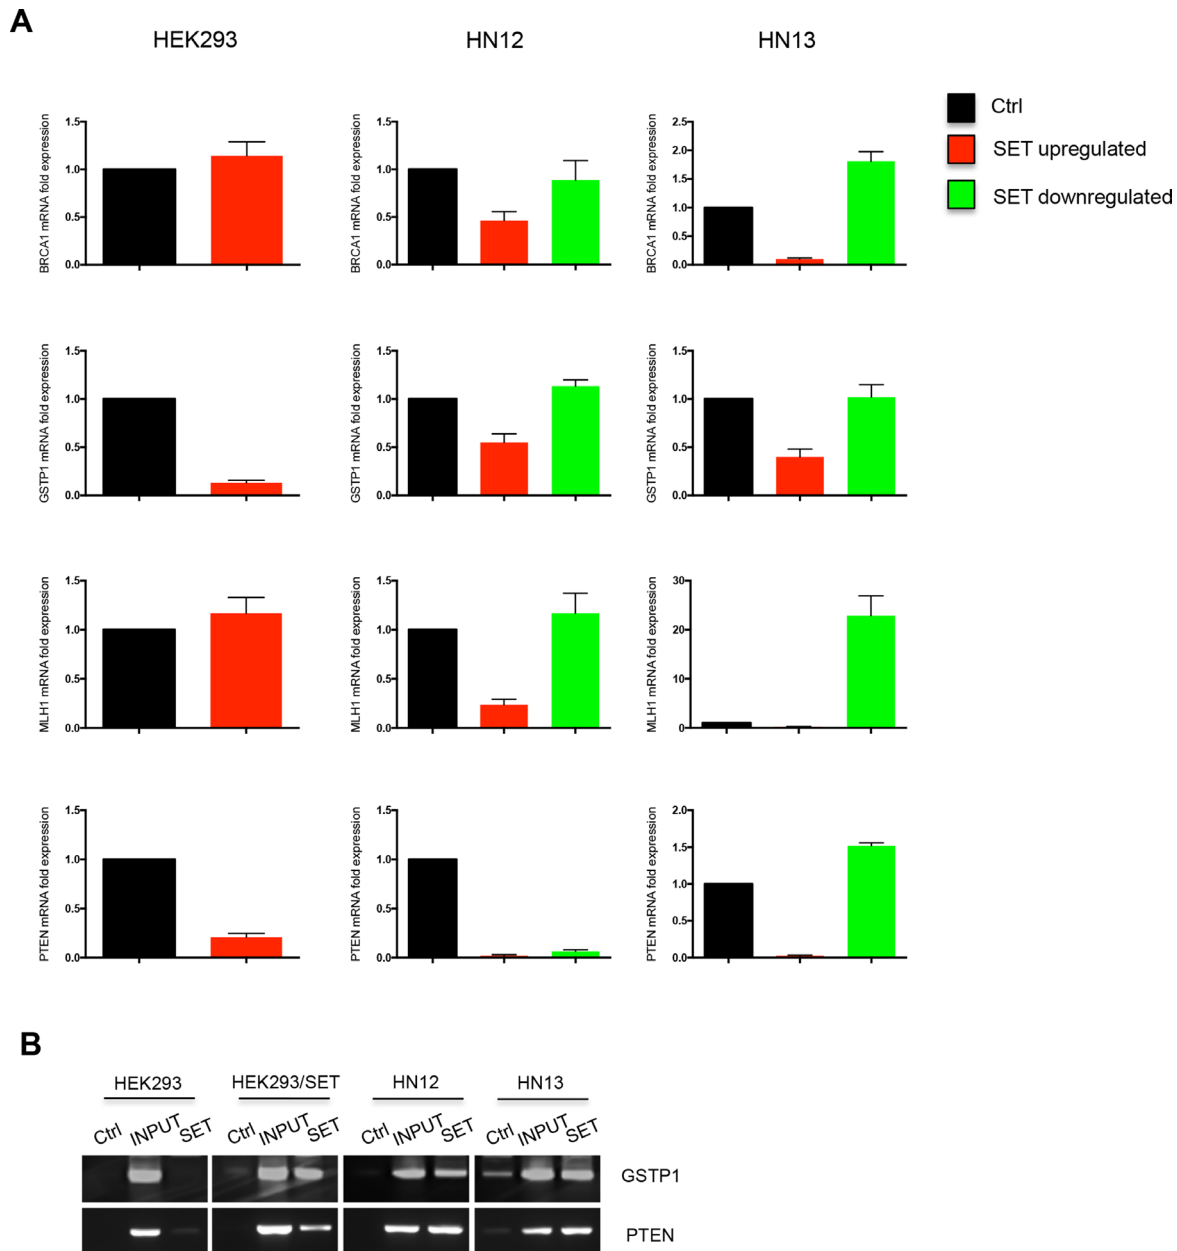 A
HEK293
HN12
HN13
Ctrl
SET upregulated
SET downregulated
BRCA1 mRNA fold expression
1.5
1.0
0.5
0.0
BRCA1 mRNA fold expression
1.5
1.0
0.5
0.0
BRCA1 mRNA fold expression
2.5
2.0
1.5
1.0
0.5
0.0
GSTP1 mRNA fold expression
1.5
1.0
0.5
0.0
GSTP1 mRNA fold expression
1.5
1.0
0.5
0.0
GSTP1 mRNA fold expression
1.5
1.0
0.5
0.0
MLH1 mRNA fold expression
1.5
1.0
0.5
0.0
MLH1 mRNA fold expression
1.5
1.0
0.5
0.0
MLH1 mRNA fold expression
30
20
10
0
PTEN mRNA fold expression
1.5
1.0
0.5
0.0
PTEN mRNA fold expression
1.5
1.0
0.5
0.0
PTEN mRNA fold expression
2.0
1.5
1.0
0.5
0.0
B
HEK293
HEK293/SET
HN12
HN13
Ctrl INPUT SET
Ctrl INPUT SET
Ctrl INPUT SET
Ctrl INPUT SET
GSTP1
PTEN